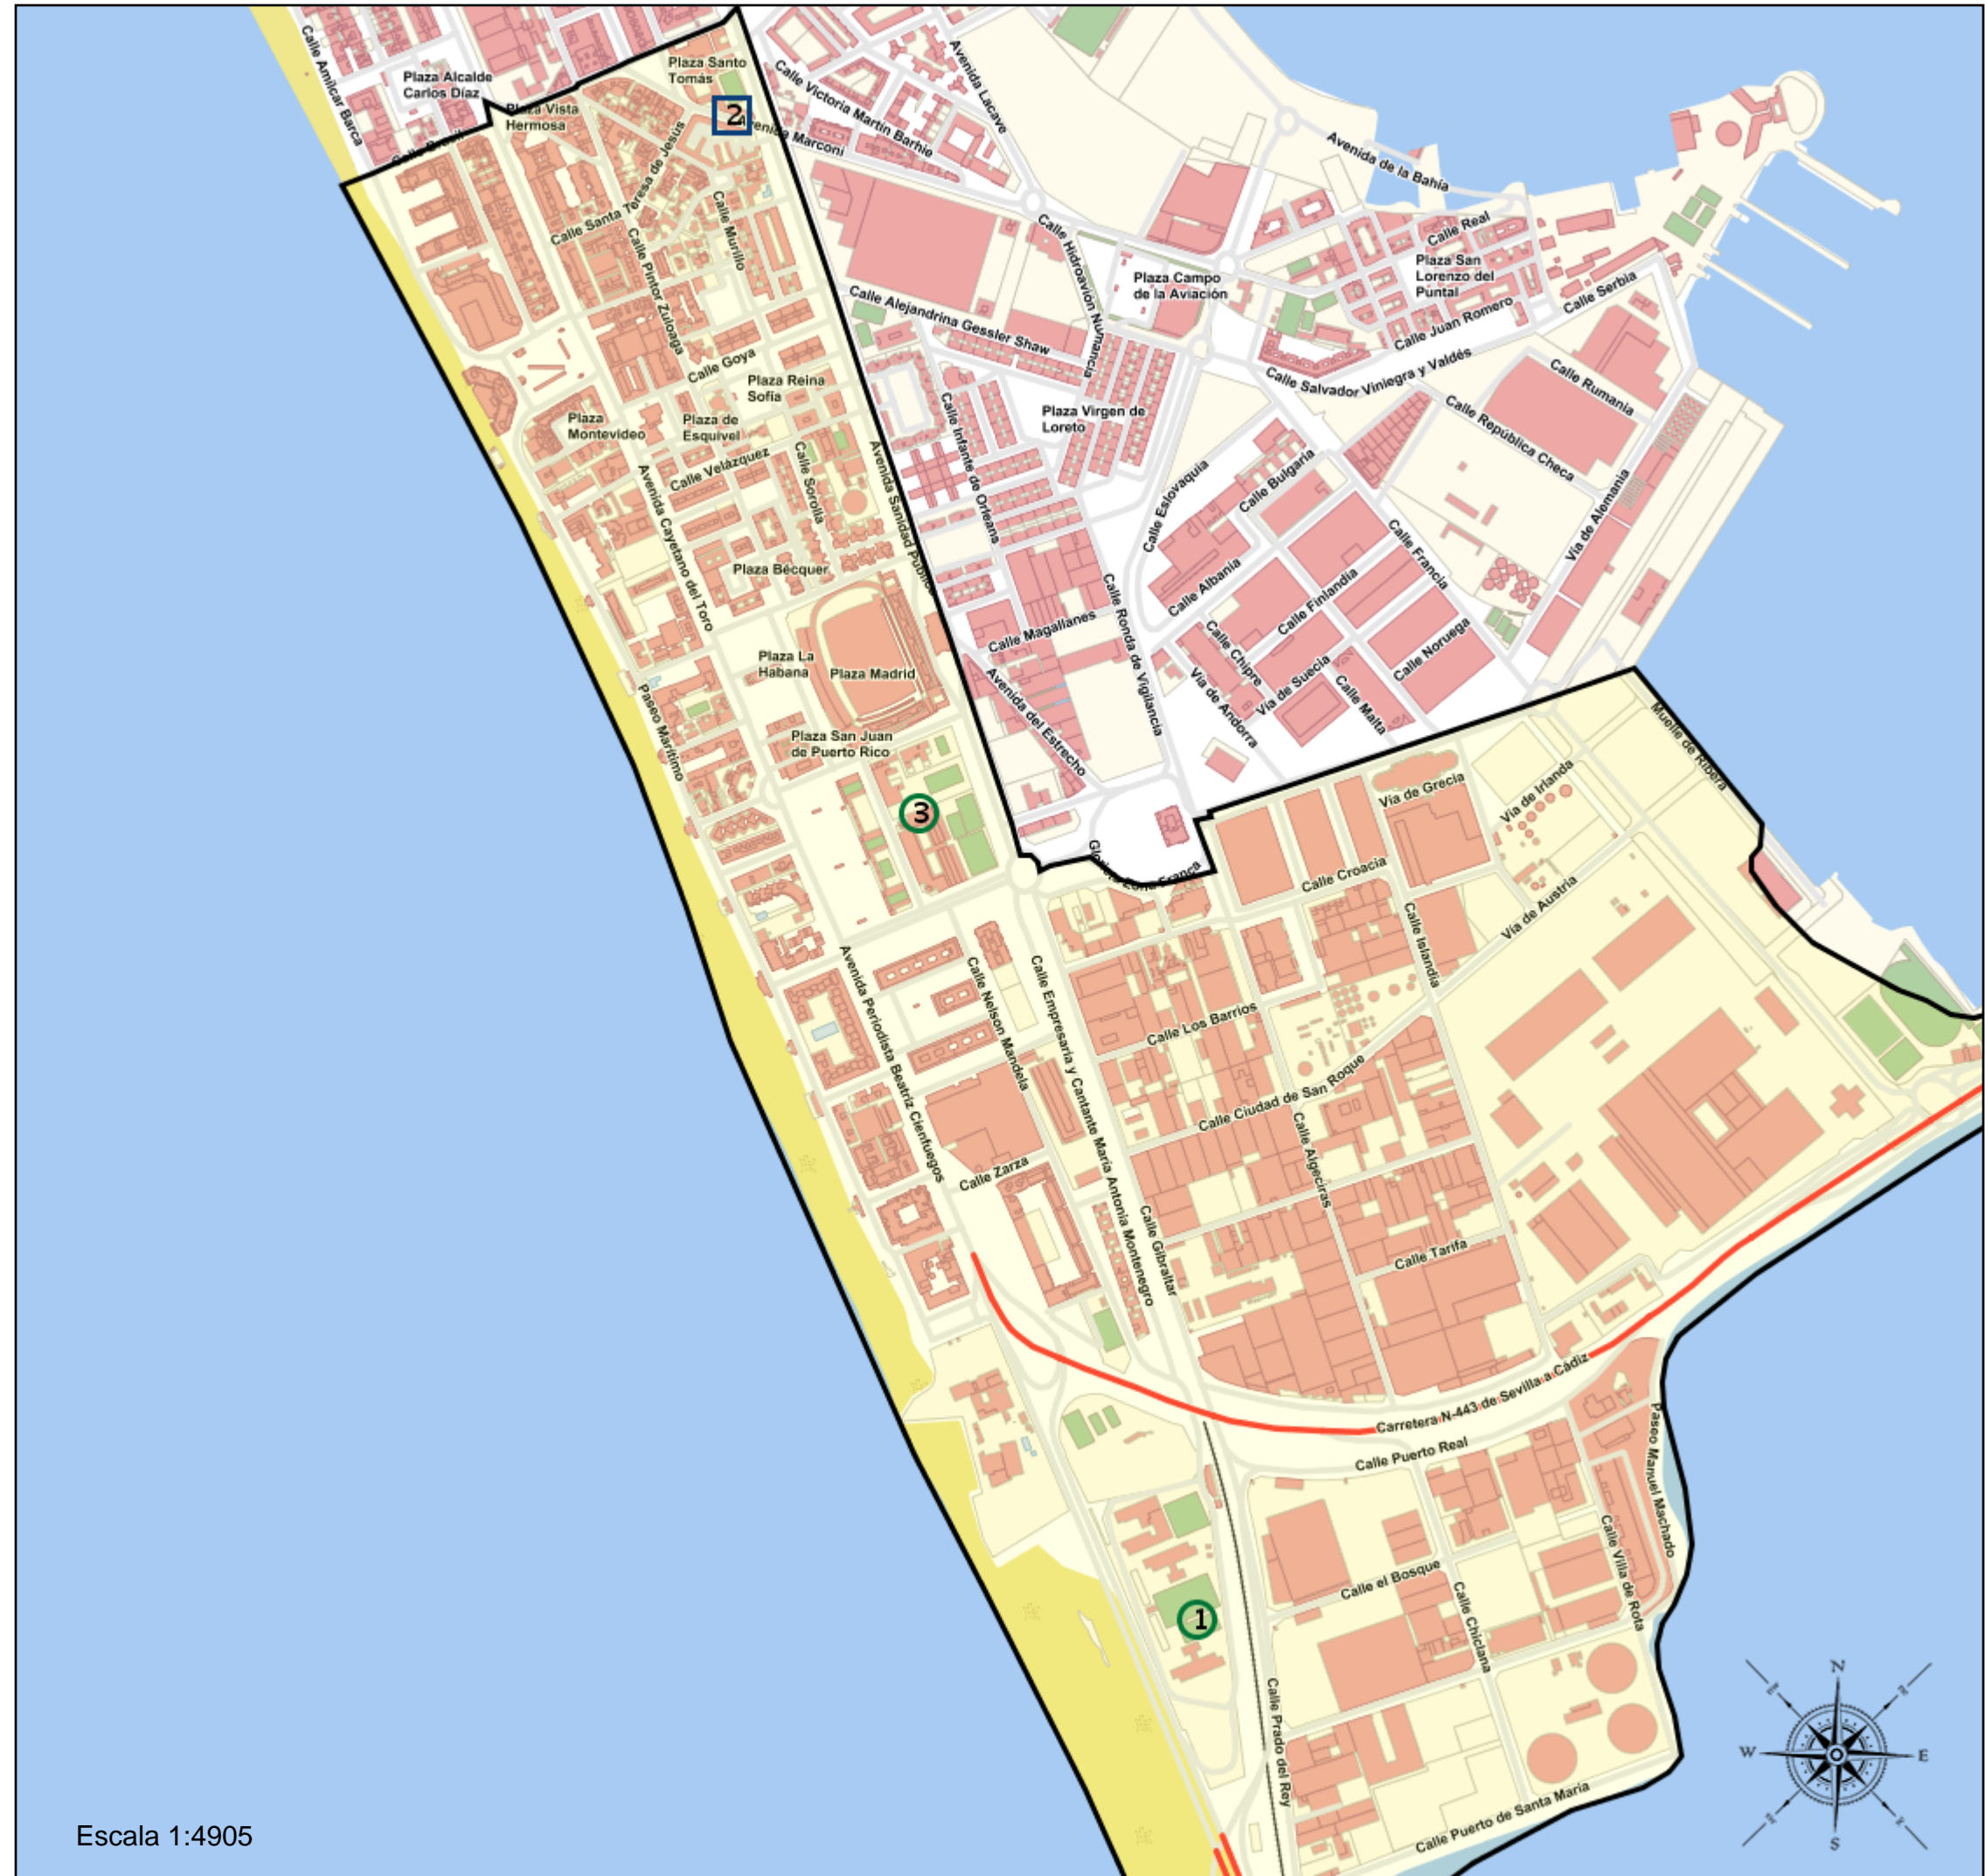 Calle Amílcar Barca
Plaza Alcalde
Carlos Díaz
Plaza Vista
Hermosa
Plaza Santo
Tomás
2
Avenida Marconi
Calle Victoria Martín Barhie
Avenida Lacave
Avenida de la Bahía
Calle Brasil
Calle Santa Teresa de Jesús
Calle Murillo
Calle Pintor Zuloaga
Calle Hidroavión Numancia
Plaza Campo
de la Aviación
Calle Real
Plaza San
Lorenzo del
Puntal
Calle Serbia
Calle Juan Romero
Calle Alejandrina Gessler Shaw
Calle Salvador Viniegra y Valdés
Calle Rumanía
Calle República Checa
Calle Goya
Plaza Reina
Sofía
Plaza
Montevideo
Plaza de
Esquivel
Plaza Virgen de
Loreto
Calle Infante de Orleans
Calle Velázquez
Calle Sorolla
Avenida Sanidad Pública
Avenida Cayetano del Toro
Calle Eslovaquia
Calle Bulgaria
Vía de Alemania
Calle Francia
Plaza Bécquer
Calle Albania
Calle Finlandia
Calle Ronda de Vigilancia
Calle Magallanes
Calle Chipre
Calle Noruega
Plaza La
Habana
Plaza Madrid
Avenida del Estrecho
Vía de Andorra
Vía de Suecia
Calle Malta
Paseo Marítimo
Plaza San Juan
de Puerto Rico
Muelle de Ribera
3
Vía de Grecia
Vía de Irlanda
Glorieta Zona Franca
Calle Croacia
Vía de Austria
Calle Islandia
Avenida Periodista Beatriz Cienfuegos
Calle Nelson Mandela
Calle Empresaria y Cantante María Antonia Montenegro
Calle Los Barrios
Calle Ciudad de San Roque
Calle Algeciras
Calle Zarza
Calle Gibraltar
Calle Tarifa
Carretera N-443 de Sevilla a Cádiz
Calle Puerto Real
Paseo Manuel Machado
Calle Villa de Rota
Calle el Bosque
Calle Chiclana
1
Calle Prado del Rey
Calle Puerto de Santa María
N
W
E
S
Escala 1:4905